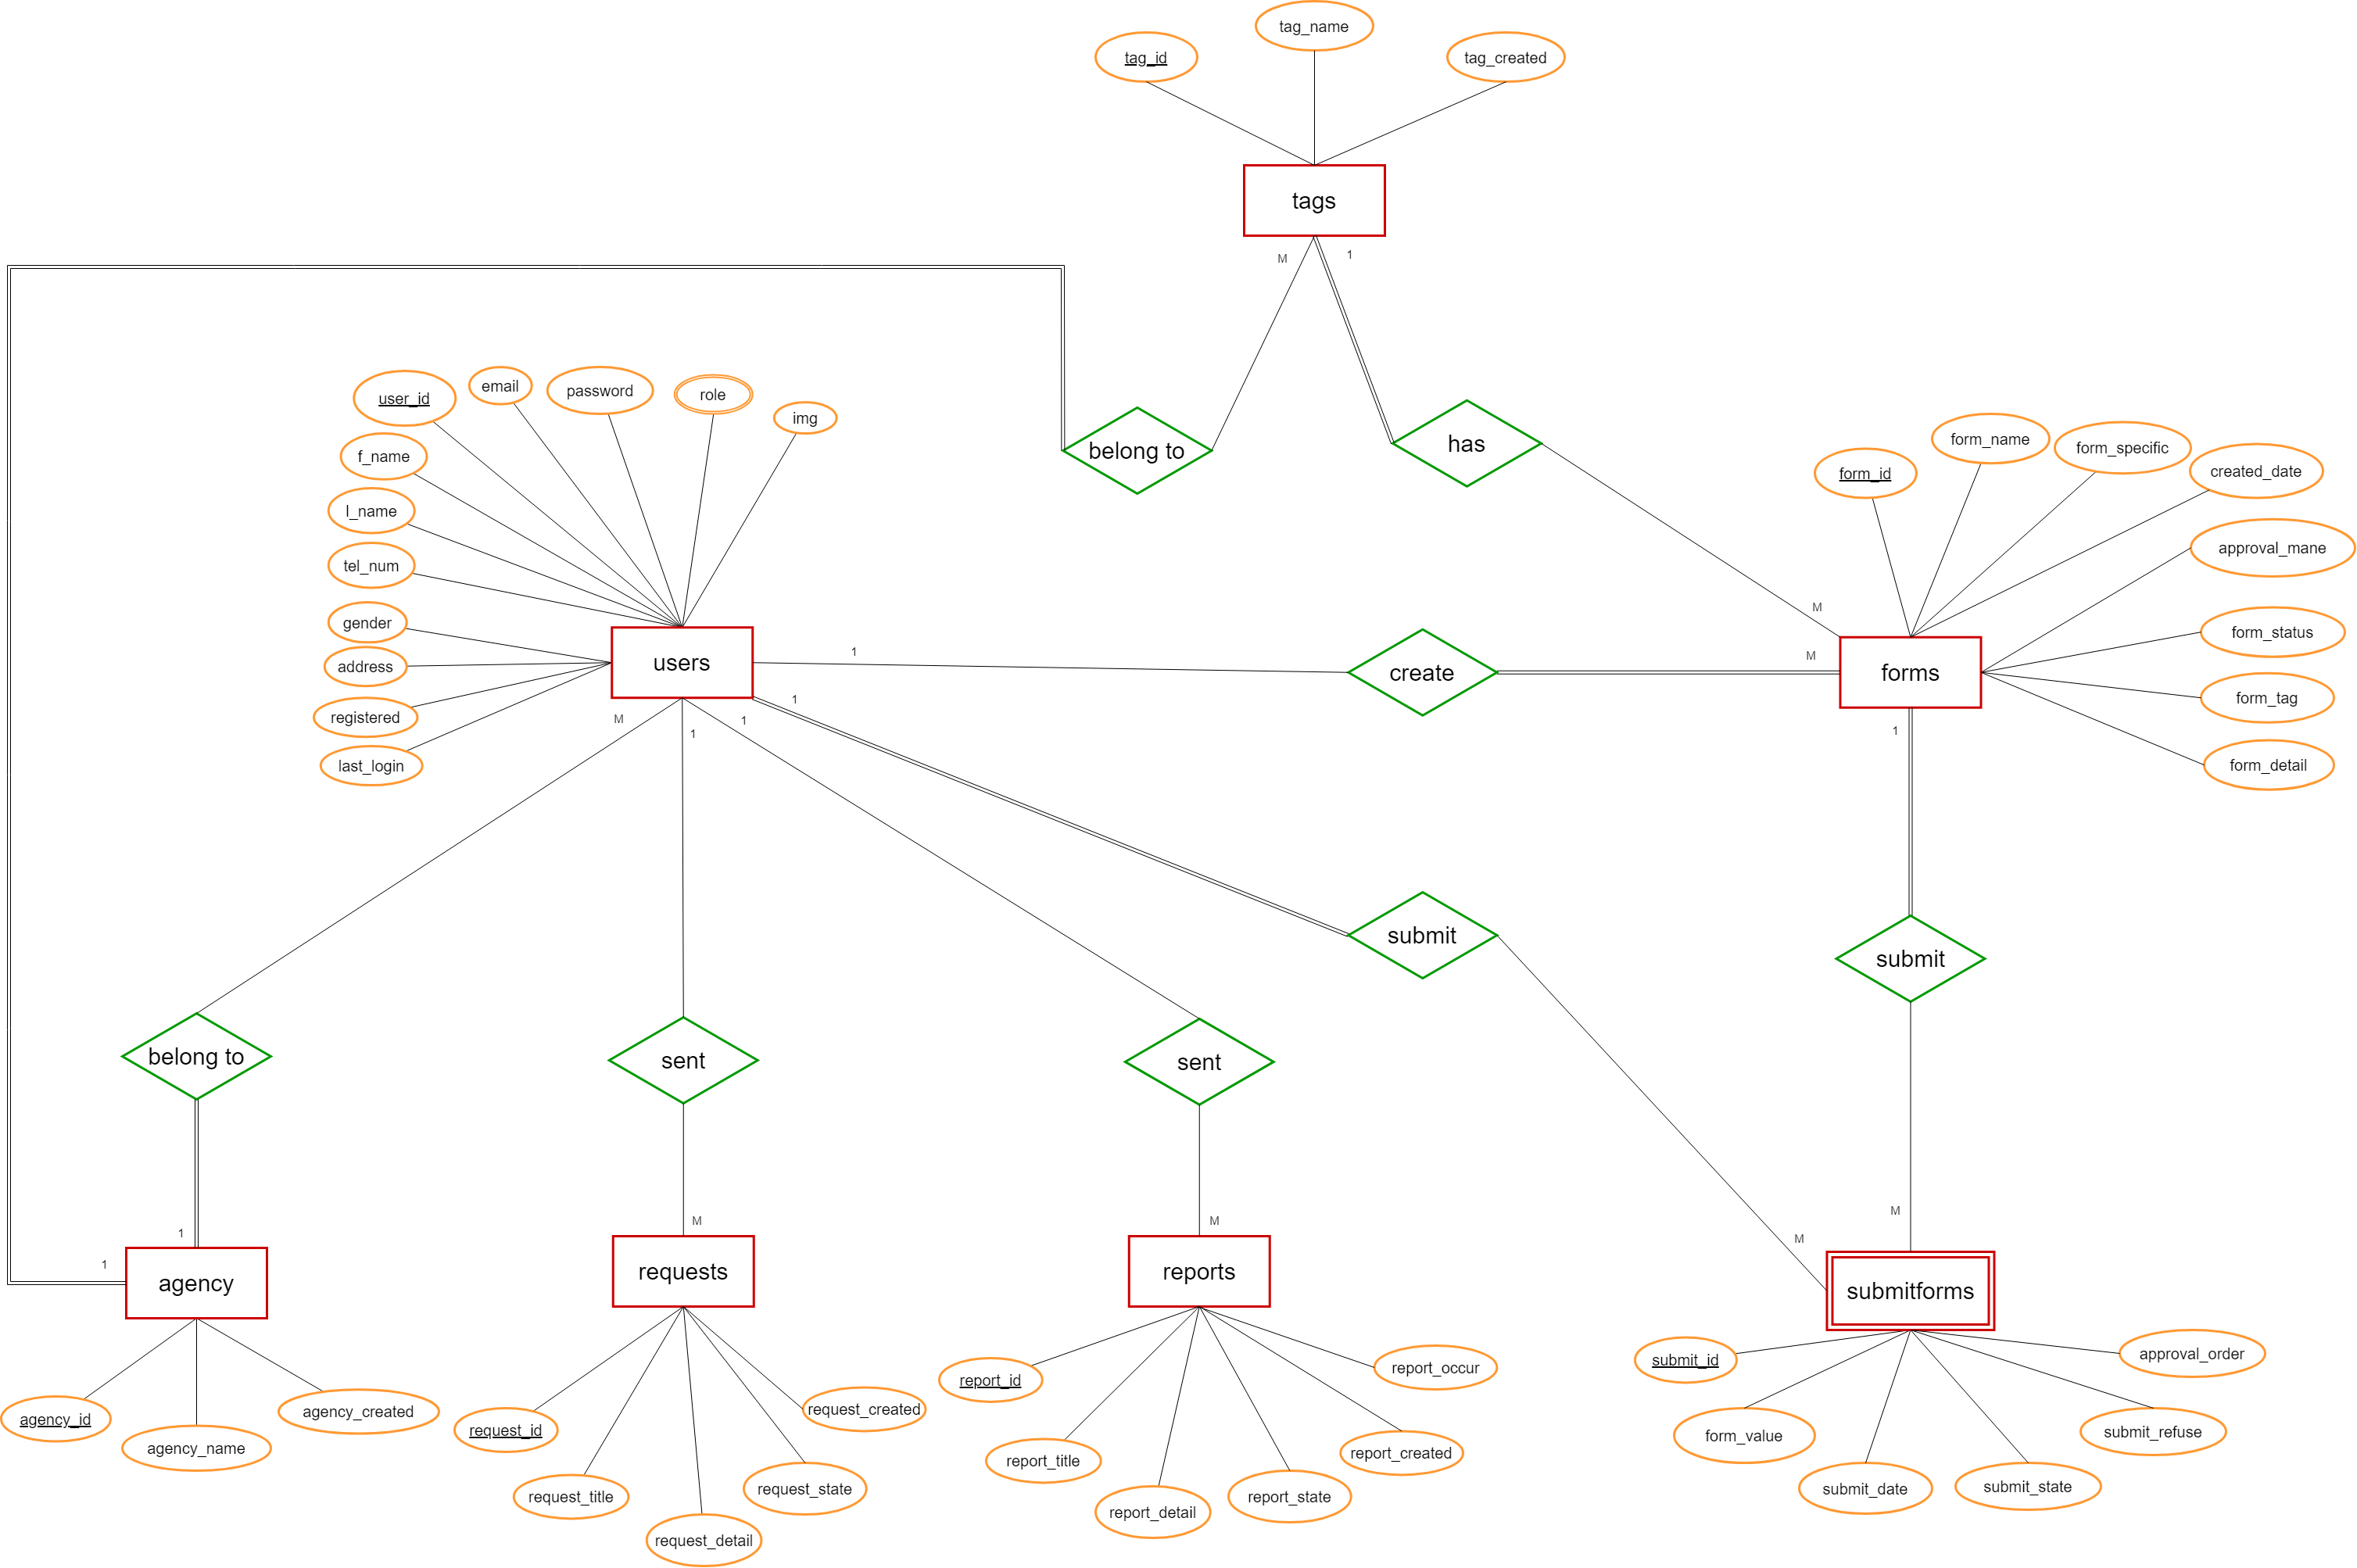 tag_name
tag_id
tag_created
tags
M
1
email
password
role
user_id
img
f_name
l_name
tel_num
gender
address
registered
last_login
users
belong to
has
form_name
form_specific
form_id
created_date
approval_mane
form_status
form_tag
form_detail
M
forms
1
create
M
M
1
1
1
1
submit
submit
belong to
sent
sent
1
1
M
M
M
M
agency
requests
reports
submitforms
agency_id
agency_name
agency_created
request_id
request_title
request_detail
request_state
request_created
report_id
report_title
report_detail
report_state
report_created
report_occur
submit_id
form_value
submit_date
submit_state
submit_refuse
approval_order